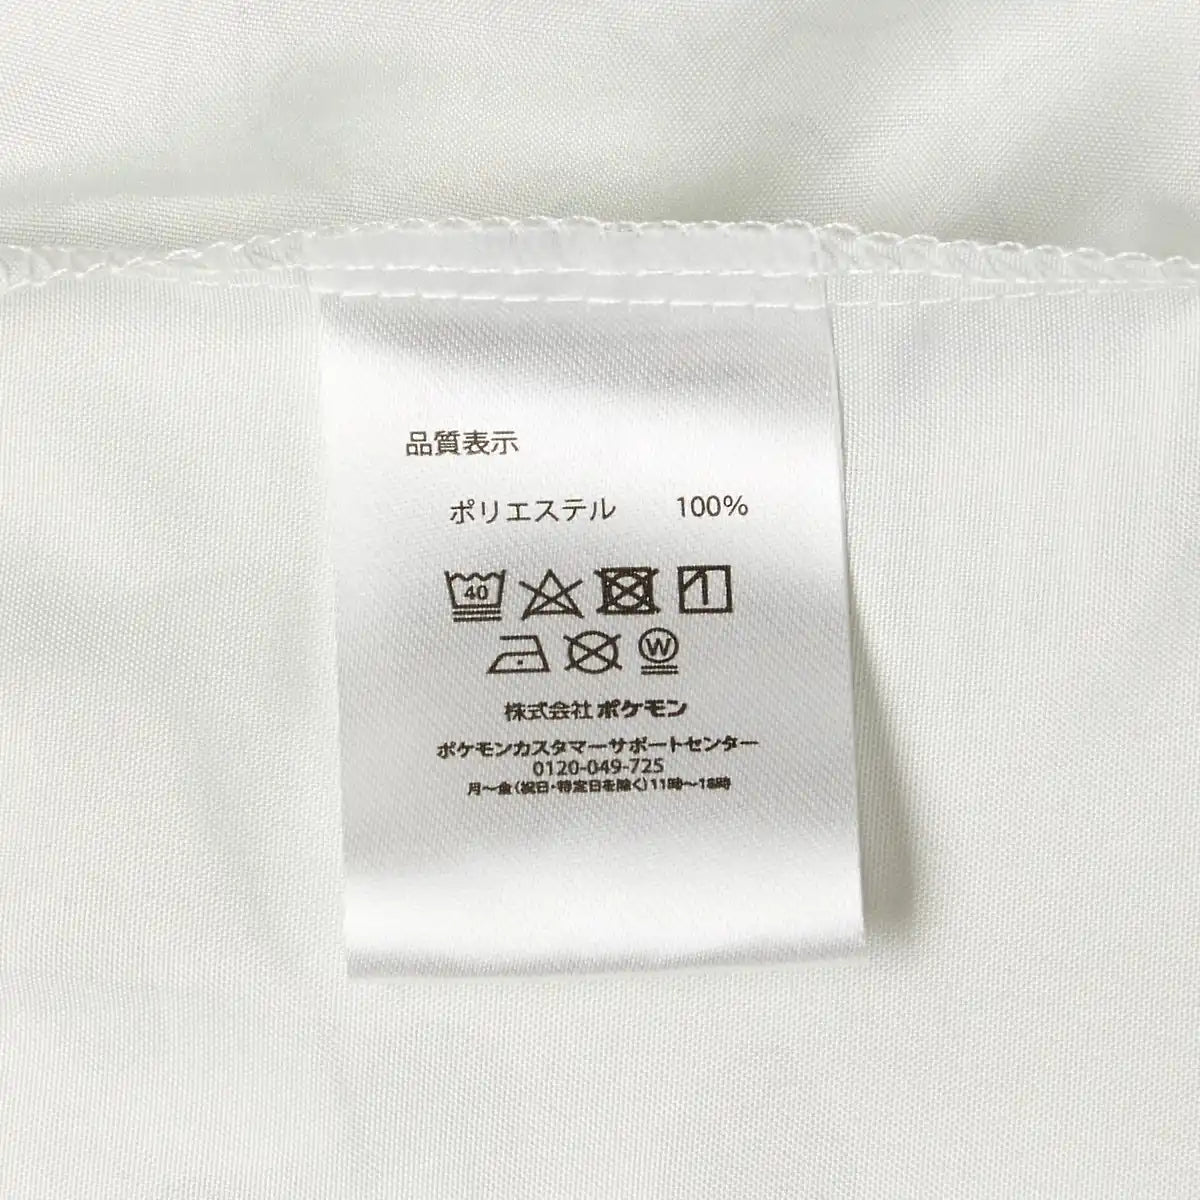 品質表示
ポリエステル 100%
40
W
株式会社 ポケモン
ポケモンカスタマーサポートセンター
0120-049-725
月～金(祝日・特定日を除く)11時～18時